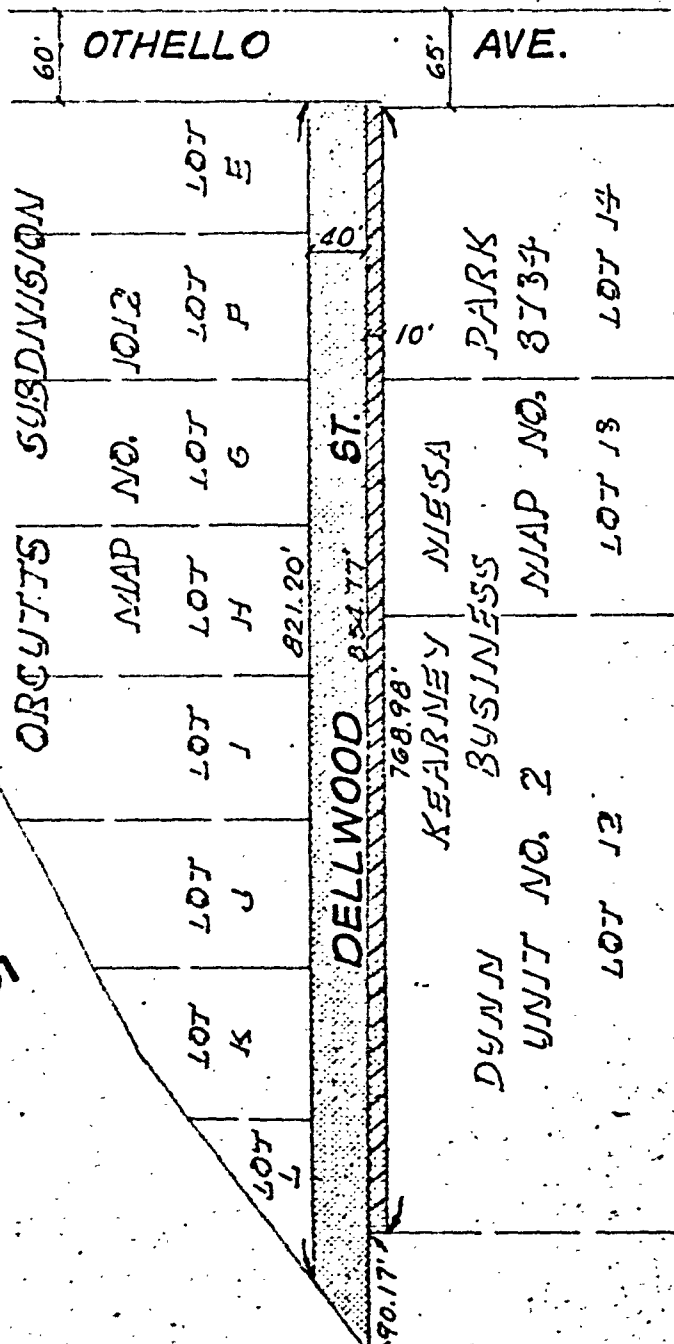 60'
OTHELLO
65'
AVE.
ORCUTTS SUBDIVISION
MAP NO. 1012
LOT E
LOT F
LOT G
LOT H
LOT I
LOT J
LOT K
LOT L
40'
10'
821.20'
DELLWOOD ST.
854.77'
768.98'
90.17'
KEARNEY MESA
DUNN BUSINESS PARK
UNIT NO. 2 MAP NO. 8734
LOT 12
LOT 13
LOT 14